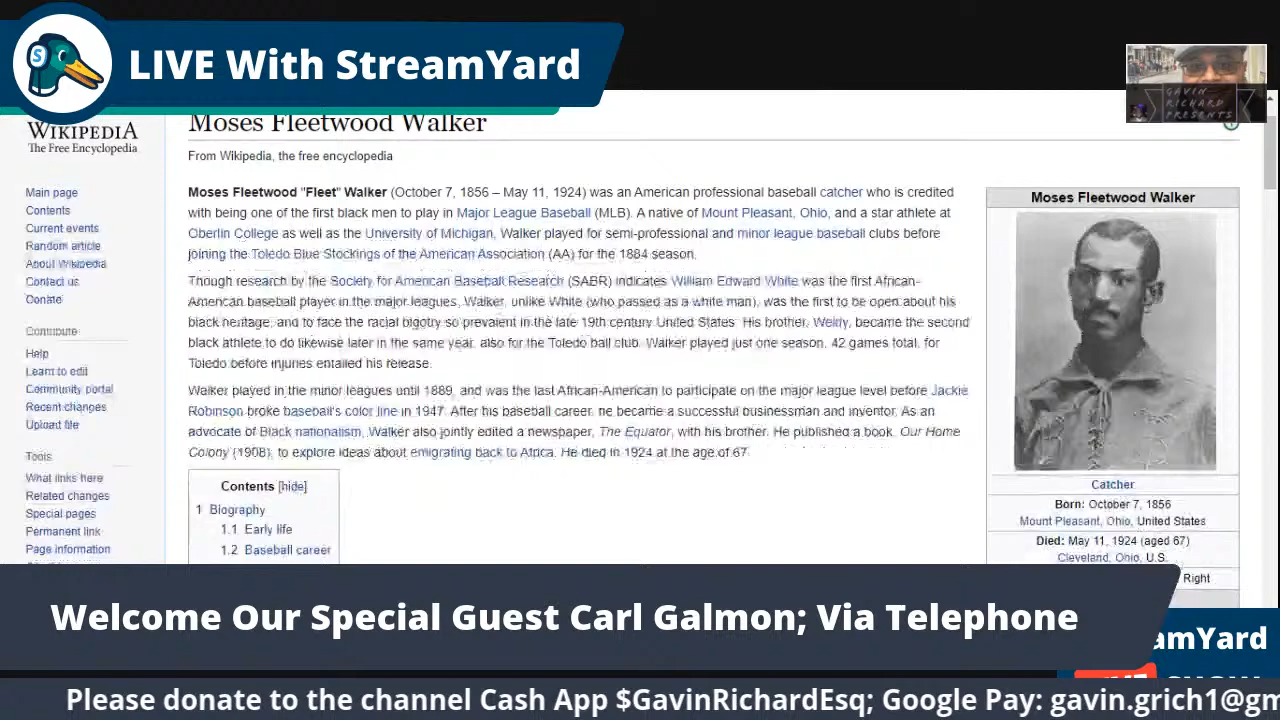 LIVE With StreamYard
S
GAVIN
RICHARD
PRESENTS
WIKIPEDIA
The Free Encyclopedia
Main page
Contents
Current events
Random article
About Wikipedia
Contact us
Donate
Contribute
Help
Learn to edit
Community portal
Recent changes
Upload file
Tools
What links here
Related changes
Special pages
Permanent link
Page information
Moses Fleetwood Walker
From Wikipedia, the free encyclopedia
Moses Fleetwood "Fleet" Walker (October 7, 1856 – May 11, 1924) was an American professional baseball catcher who is credited
with being one of the first black men to play in Major League Baseball (MLB). A native of Mount Pleasant, Ohio, and a star athlete at
Oberlin College as well as the University of Michigan, Walker played for semi-professional and minor league baseball clubs before
joining the Toledo Blue Stockings of the American Association (AA) for the 1884 season.
Though research by the Society for American Baseball Research (SABR) indicates William Edward White was the first African-
American baseball player in the major leagues, Walker, unlike White (who passed as a white man), was the first to be open about his
black heritage, and to face the racial bigotry so prevalent in the late 19th century United States. His brother, Weldy, became the second
black athlete to do likewise later in the same year, also for the Toledo ball club. Walker played just one season, 42 games total, for
Toledo before injuries entailed his release.
Walker played in the minor leagues until 1889, and was the last African-American to participate on the major league level before Jackie
Robinson broke baseball's color line in 1947. After his baseball career, he became a successful businessman and inventor. As an
advocate of Black nationalism, Walker also jointly edited a newspaper, The Equator, with his brother. He published a book, Our Home
Colony (1908), to explore ideas about emigrating back to Africa. He died in 1924 at the age of 67.
Contents [hide]
1 Biography
1.1 Early life
1.2 Baseball career
Moses Fleetwood Walker
Catcher
Born: October 7, 1856
Mount Pleasant, Ohio, United States
Died: May 11, 1924 (aged 67)
Cleveland, Ohio, U.S.
Right
Welcome Our Special Guest Carl Galmon; Via Telephone
amYard
Please donate to the channel Cash App $GavinRichardEsq; Google Pay: gavin.grich1@gm